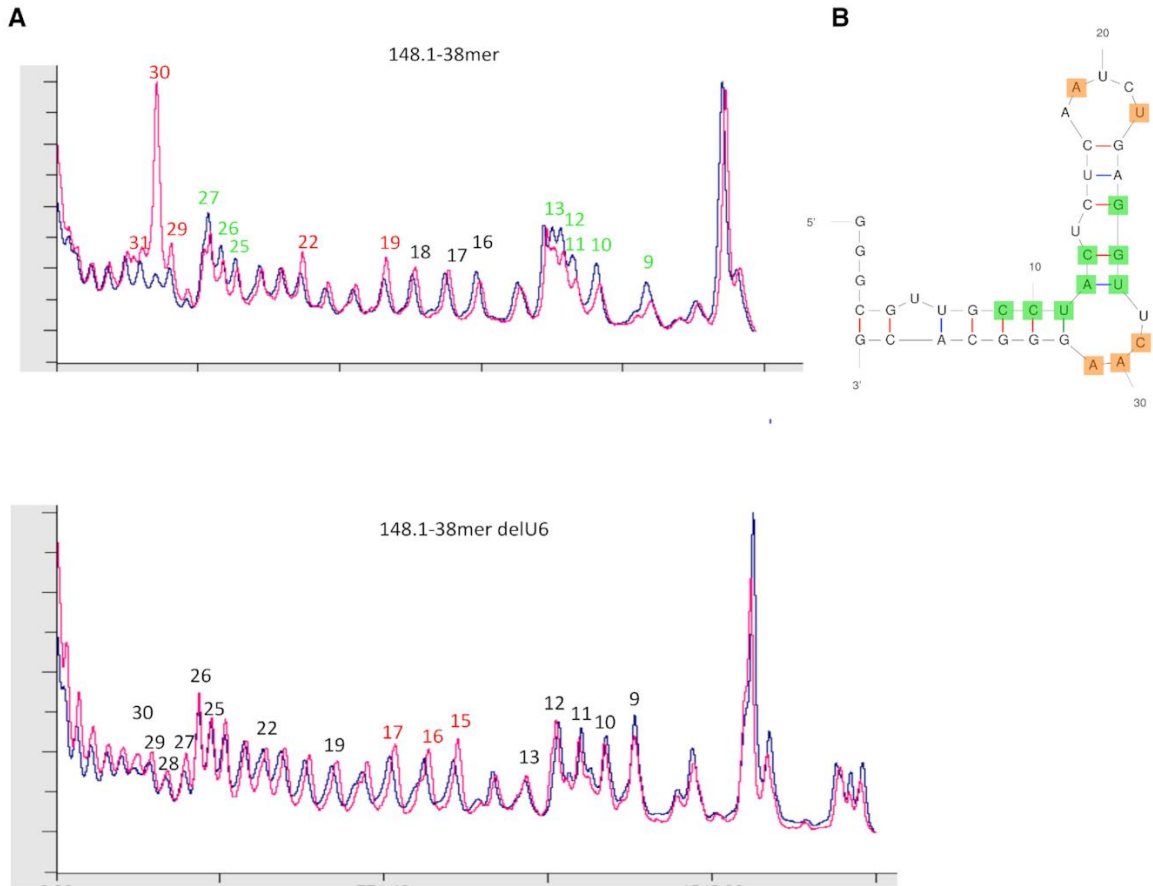 A
B
148.1-38mer
30
31
29
27
26
25
22
19
18
17
16
13
12
11
10
9
20
A U C
A U
C G
U A
C G
U
C G
A U
5' G
G
G 10 U
C G U U G C C U C
G C A C G G G A A
3'
30
148.1-38mer delU6
26
30
25
29 27
28
22
19
17 16 15
13
12
11
10
9